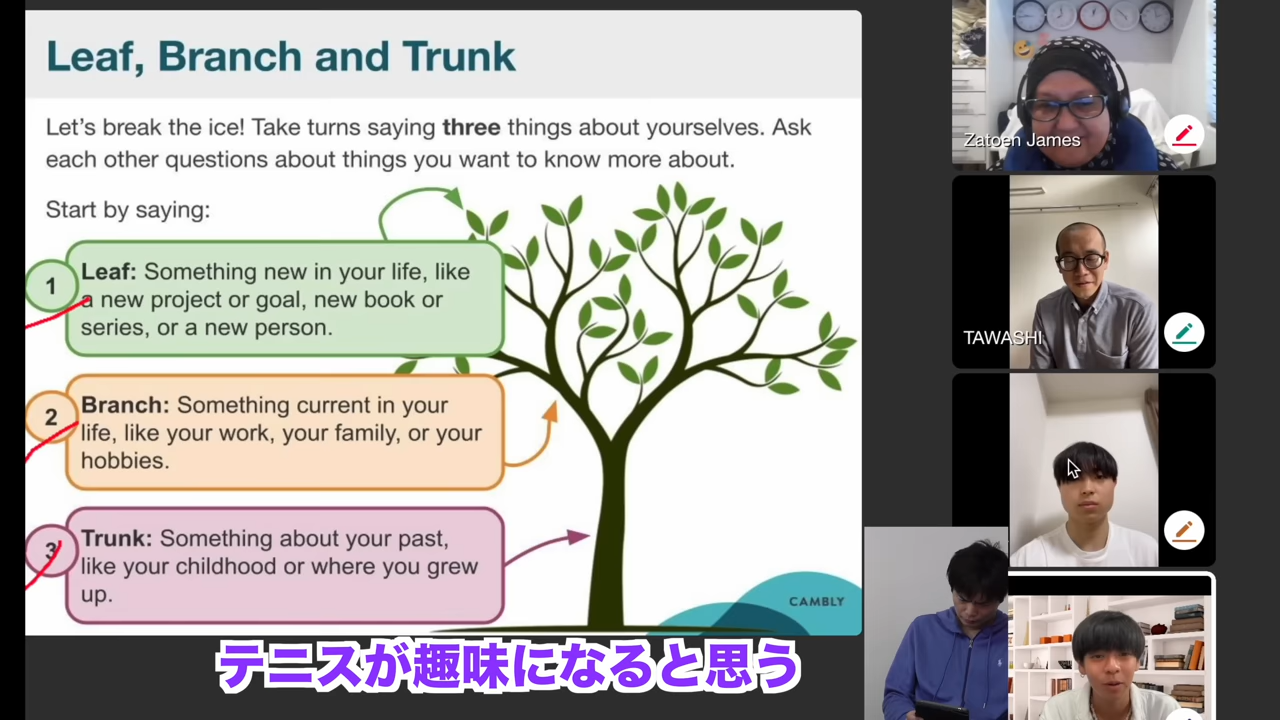 Leaf, Branch and Trunk
Let's break the ice! Take turns saying three things about yourselves. Ask
each other questions about things you want to know more about.
Start by saying:
1
Leaf: Something new in your life, like
a new project or goal, new book or
series, or a new person.
2
Branch: Something current in your
life, like your work, your family, or your
hobbies.
3
Trunk: Something about your past,
like your childhood or where you grew
up.
CAMBLY
Zatoen James
TAWASHI
テニスが趣味になると思う